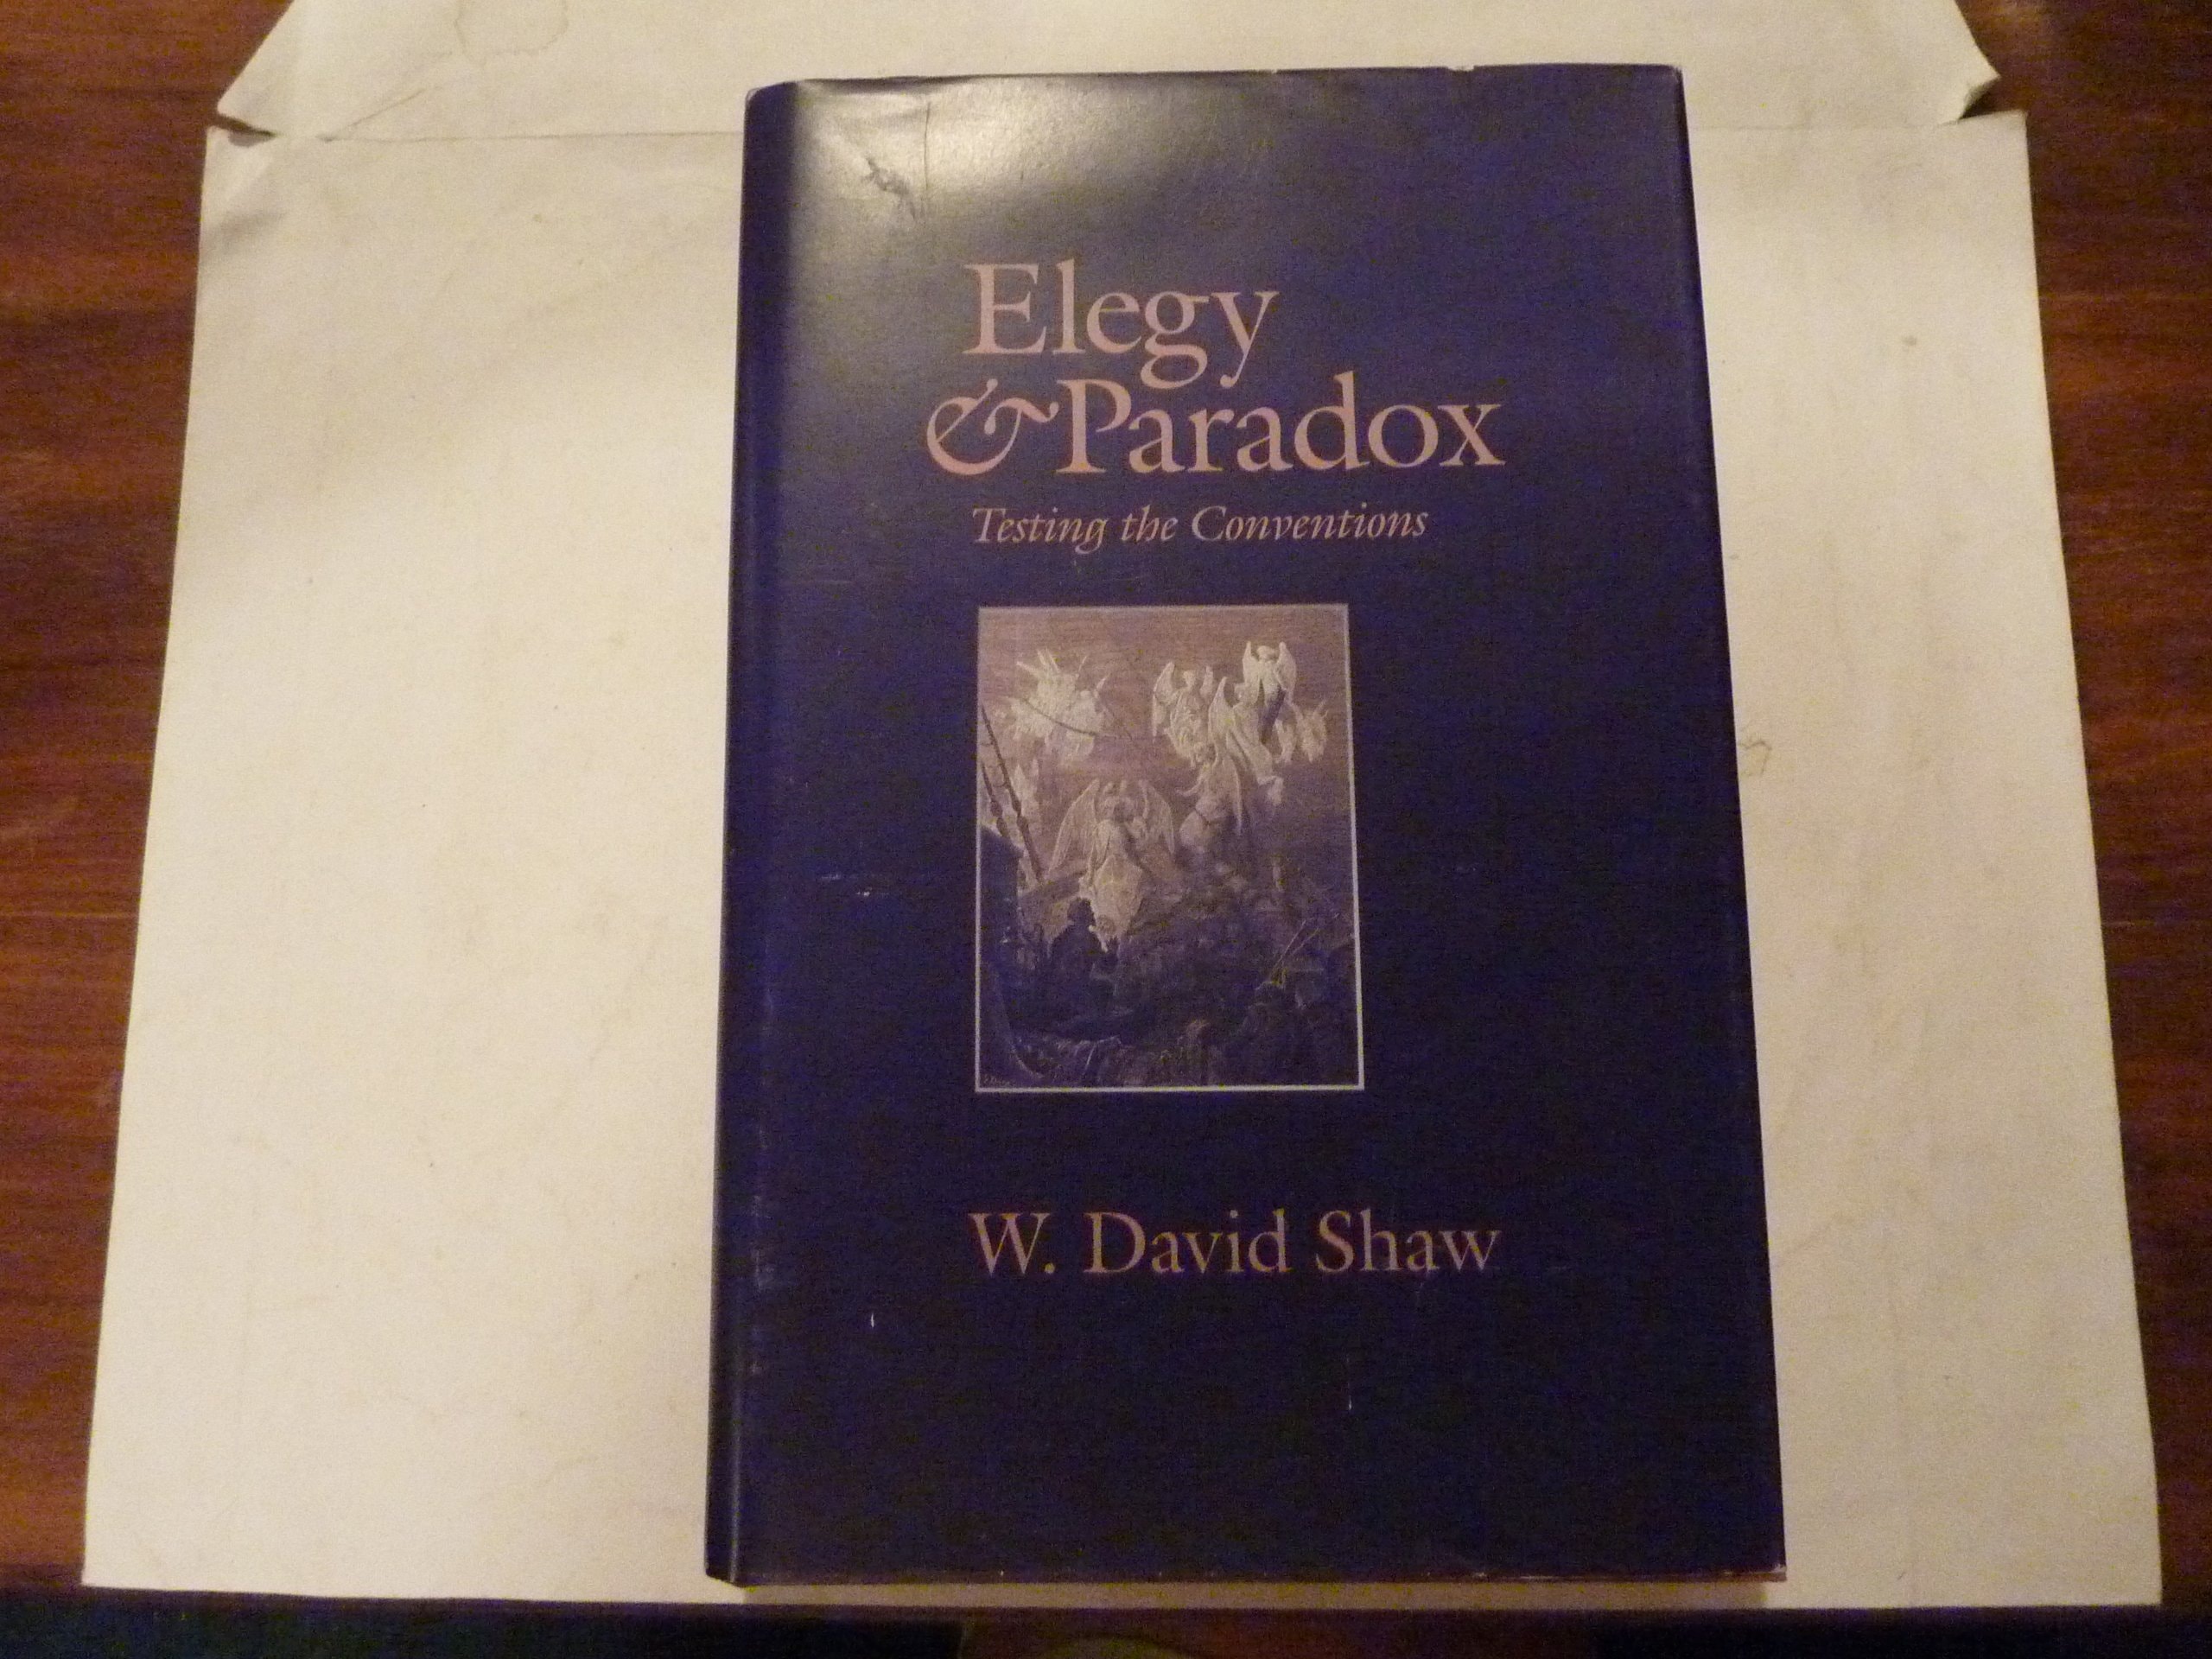 Elegy
& Paradox
Testing the Conventions
W. David Shaw